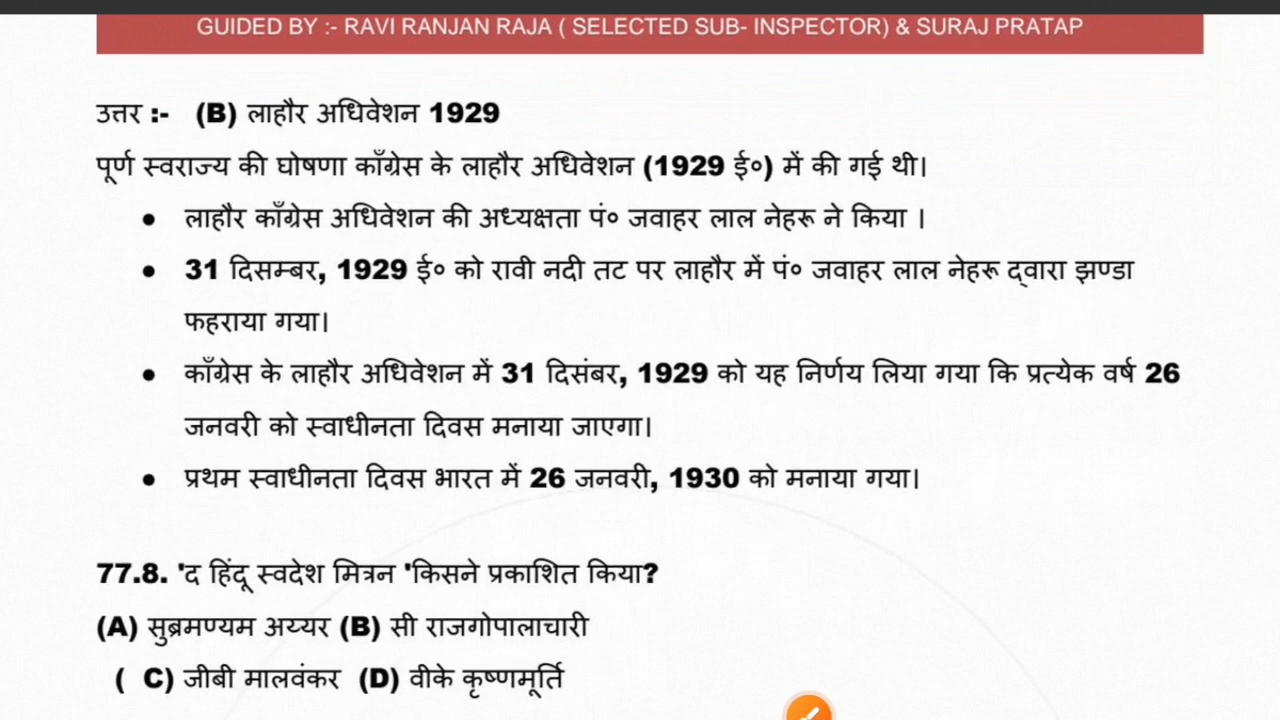 GUIDED BY :- RAVI RANJAN RAJA ( SELECTED SUB- INSPECTOR) & SURAJ PRATAP
उत्तर :- (B) लाहौर अधिवेशन 1929
पूर्ण स्वराज्य की घोषणा काँग्रेस के लाहौर अधिवेशन (1929 ई०) में की गई थी।
● लाहौर काँग्रेस अधिवेशन की अध्यक्षता पं० जवाहर लाल नेहरू ने किया ।
● 31 दिसम्बर, 1929 ई० को रावी नदी तट पर लाहौर में पं० जवाहर लाल नेहरू द्वारा झण्डा
फहराया गया।
● काँग्रेस के लाहौर अधिवेशन में 31 दिसंबर, 1929 को यह निर्णय लिया गया कि प्रत्येक वर्ष 26
जनवरी को स्वाधीनता दिवस मनाया जाएगा।
● प्रथम स्वाधीनता दिवस भारत में 26 जनवरी, 1930 को मनाया गया।
77.8. 'द हिंदू स्वदेश मित्रन 'किसने प्रकाशित किया?
(A) सुब्रमण्यम अय्यर (B) सी राजगोपालाचारी
( C) जीबी मालवंकर (D) वीके कृष्णमूर्ति